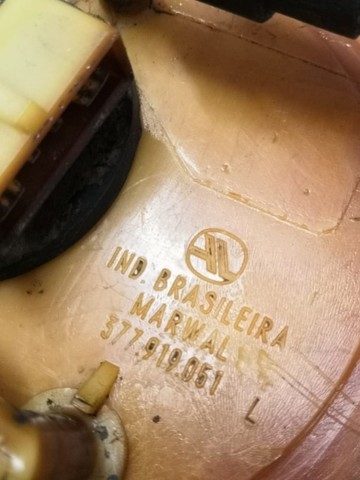 IND. BRASILEIRA
MARWAL
377.919.051
L